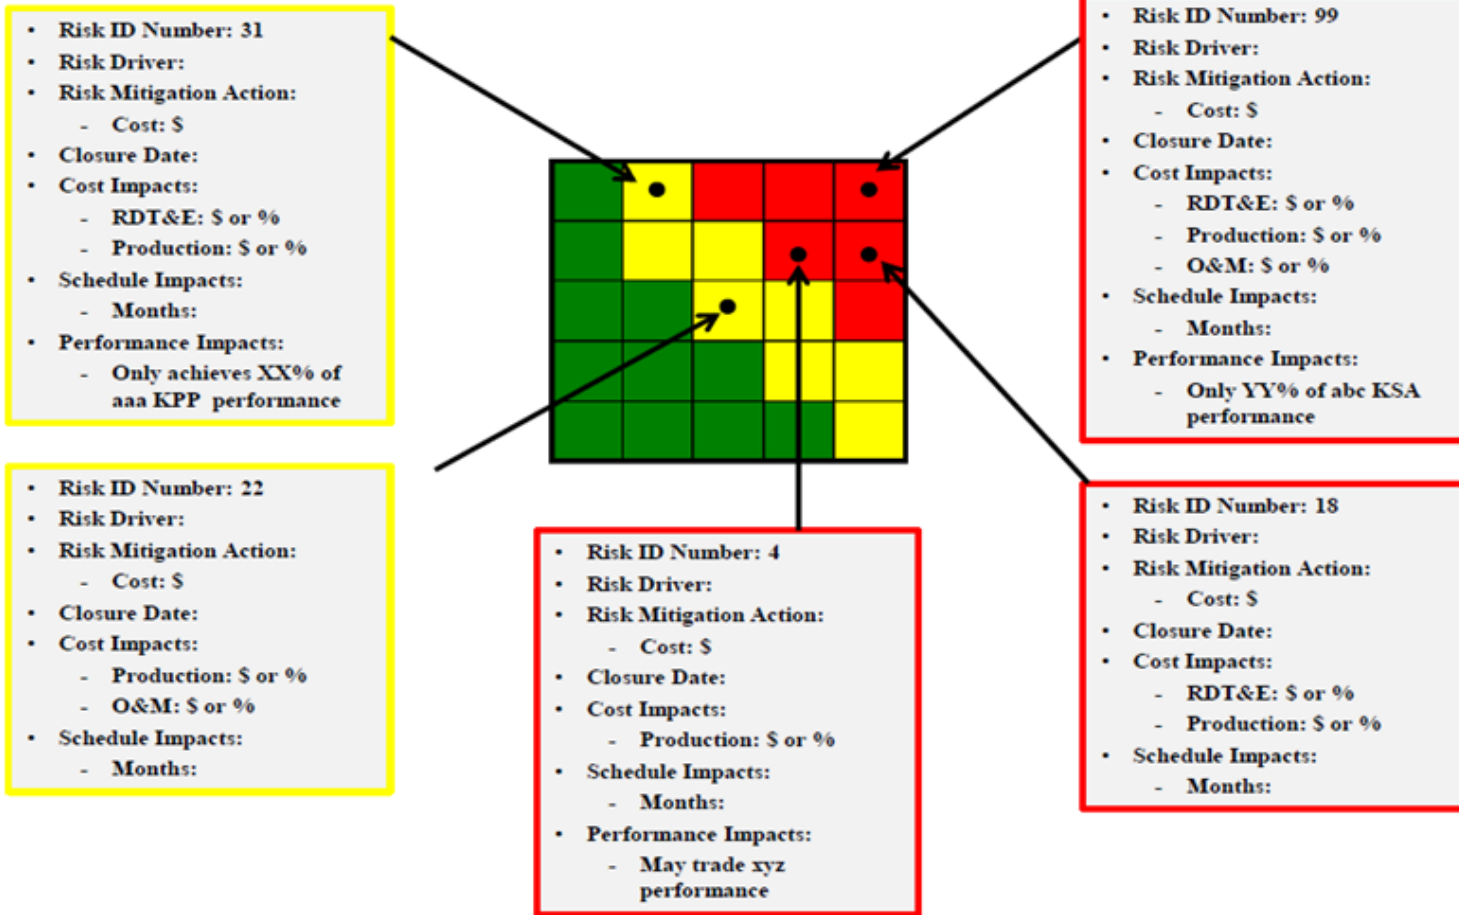 • Risk ID Number: 31
• Risk Driver:
• Risk Mitigation Action:
- Cost: $
• Closure Date:
• Cost Impacts:
- RDT&E: $ or %
- Production: $ or %
• Schedule Impacts:
- Months:
• Performance Impacts:
- Only achieves XX% of
aaa KPP performance
• Risk ID Number: 99
• Risk Driver:
• Risk Mitigation Action:
- Cost: $
• Closure Date:
• Cost Impacts:
- RDT&E: $ or %
- Production: $ or %
- O&M: $ or %
• Schedule Impacts:
- Months:
• Performance Impacts:
- Only YY% of abc KSA
performance
• Risk ID Number: 22
• Risk Driver:
• Risk Mitigation Action:
- Cost: $
• Closure Date:
• Cost Impacts:
- Production: $ or %
- O&M: $ or %
• Schedule Impacts:
- Months:
• Risk ID Number: 4
• Risk Driver:
• Risk Mitigation Action:
- Cost: $
• Closure Date:
• Cost Impacts:
- Production: $ or %
• Schedule Impacts:
- Months:
• Performance Impacts:
- May trade xyz
performance
• Risk ID Number: 18
• Risk Driver:
• Risk Mitigation Action:
- Cost: $
• Closure Date:
• Cost Impacts:
- RDT&E: $ or %
- Production: $ or %
• Schedule Impacts:
- Months: